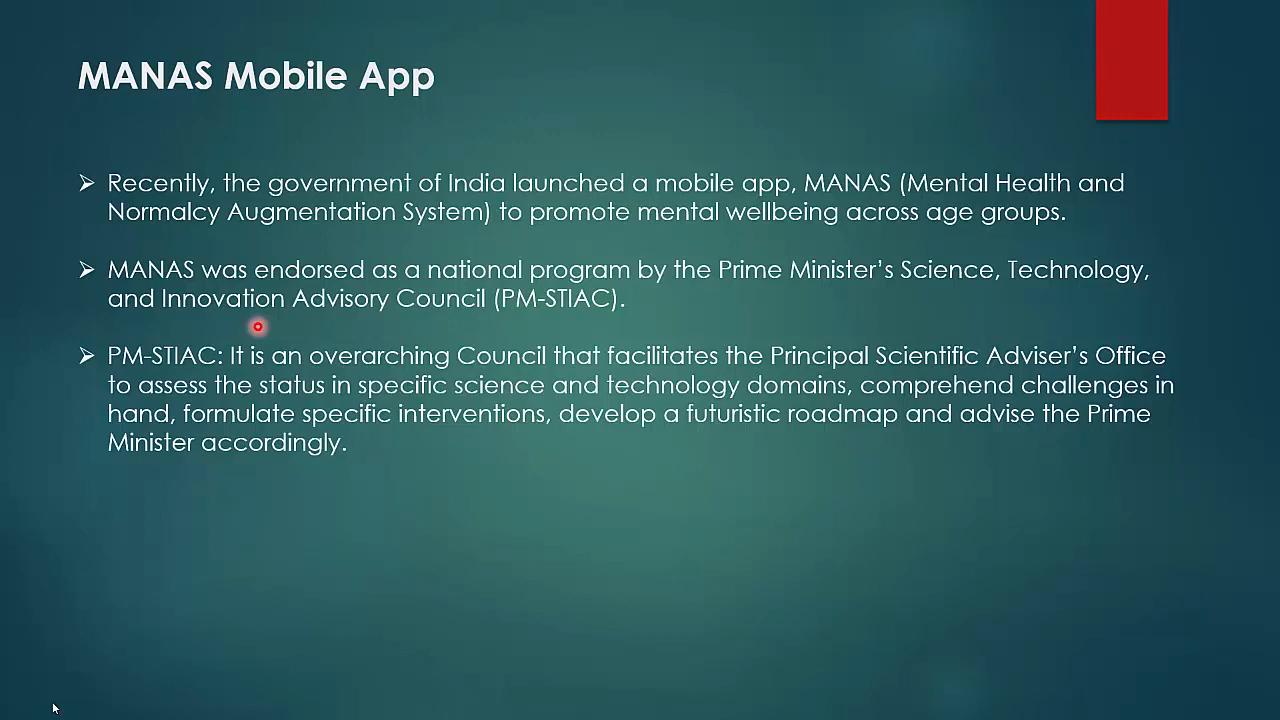 MANAS Mobile App
Recently, the government of India launched a mobile app, MANAS (Mental Health and
Normalcy Augmentation System) to promote mental wellbeing across age groups.
MANAS was endorsed as a national program by the Prime Minister’s Science, Technology,
and Innovation Advisory Council (PM-STIAC).
PM-STIAC: It is an overarching Council that facilitates the Principal Scientific Adviser’s Office
to assess the status in specific science and technology domains, comprehend challenges in
hand, formulate specific interventions, develop a futuristic roadmap and advise the Prime
Minister accordingly.